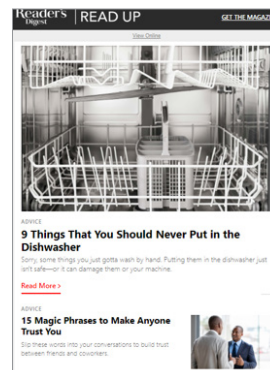 Reader's Digest READ UP GET THE MAGAZ
View Online
ADVICE
9 Things That You Should Never Put in the
Dishwasher
Sorry, some things you just gotta wash by hand. Putting them in the dishwasher just
isn't safe—or it can damage them or your machine.
Read More >
ADVICE
15 Magic Phrases to Make Anyone
Trust You
Slip these words into your conversations to build trust
between friends and coworkers.